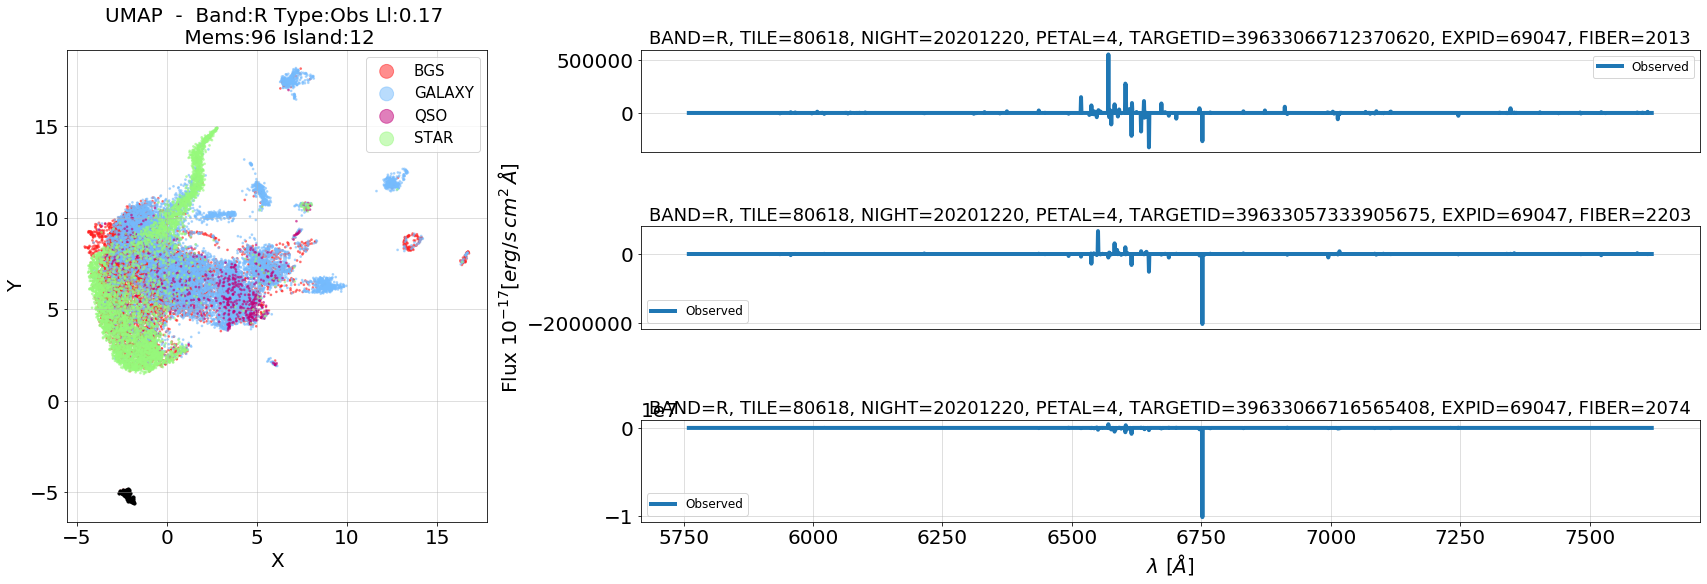 UMAP - Band:R Type:Obs Ll:0.17
Mems:96 Island:12
BGS
GALAXY
QSO
STAR
15
10
5
0
−5
Y
−5
0
5
10
15
X
Flux 10⁻¹⁷[erg/s cm² Å]
BAND=R, TILE=80618, NIGHT=20201220, PETAL=4, TARGETID=39633066712370620, EXPID=69047, FIBER=2013
500000
0
Observed
BAND=R, TILE=80618, NIGHT=20201220, PETAL=4, TARGETID=39633057333905675, EXPID=69047, FIBER=2203
0
−2000000
Observed
1e7
BAND=R, TILE=80618, NIGHT=20201220, PETAL=4, TARGETID=39633066716565408, EXPID=69047, FIBER=2074
0
−1
Observed
5750
6000
6250
6500
6750
7000
7250
7500
λ [Å]